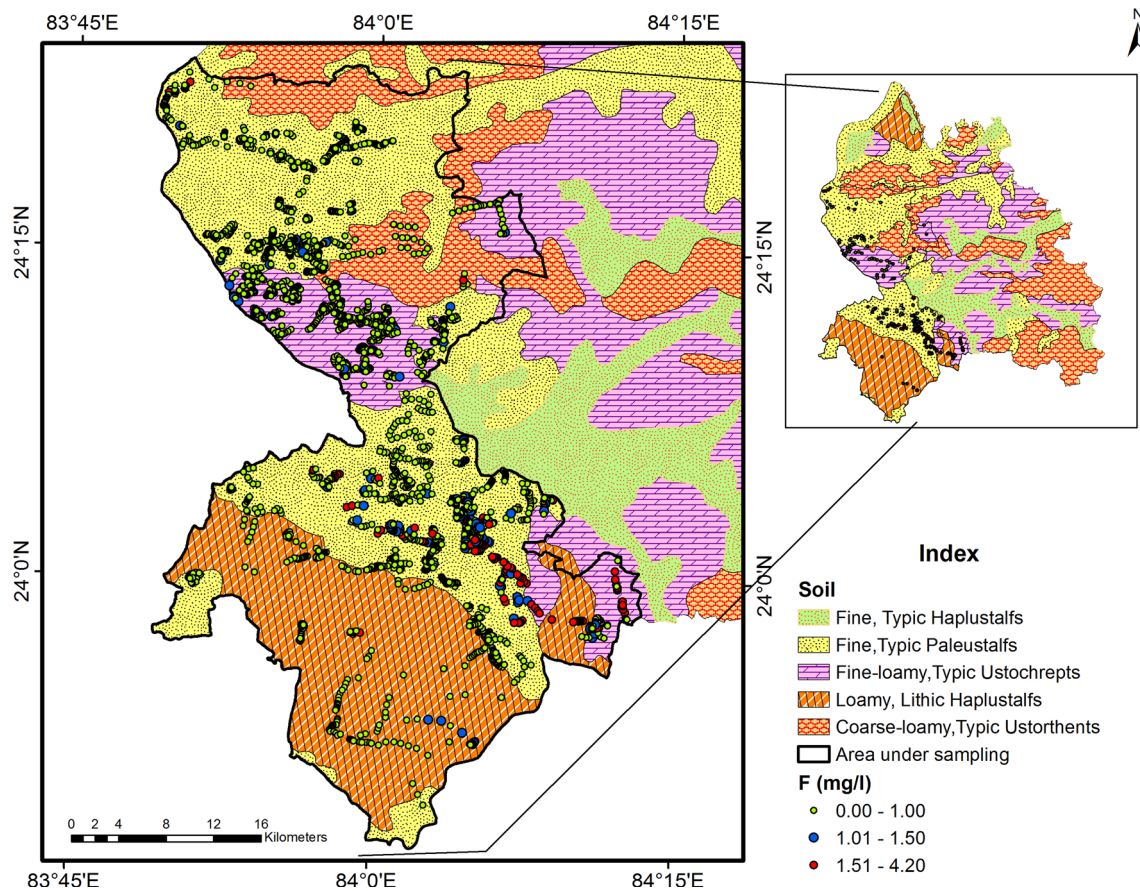 83°45'E 84°0'E 84°15'E
N
24°15'N 24°15'N
24°0'N 24°0'N
Index
Soil
Fine, Typic Haplustalfs
Fine,Typic Paleustalfs
Fine-loamy,Typic Ustochrepts
Loamy, Lithic Haplustalfs
Coarse-loamy,Typic Ustorthents
Area under sampling
F (mg/l)
0.00 - 1.00
1.01 - 1.50
1.51 - 4.20
0 2 4 8 12 16
Kilometers
83°45'E 84°0'E 84°15'E